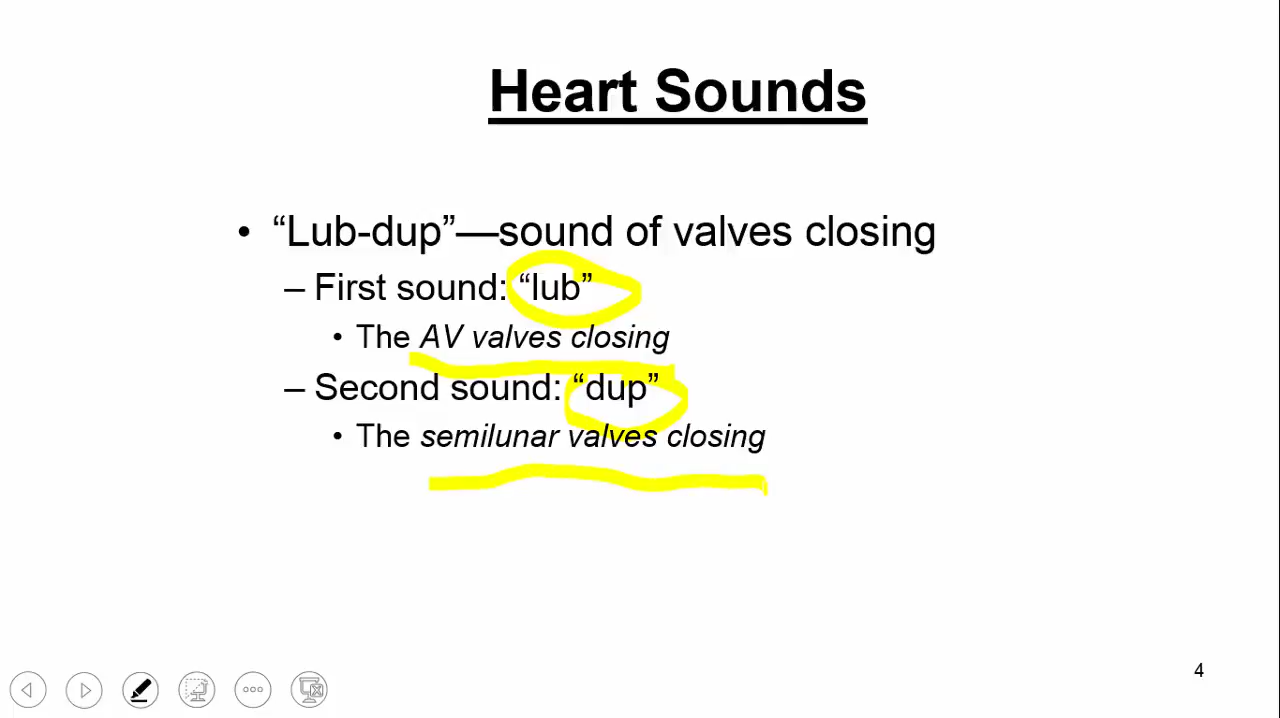 Heart Sounds
• “Lub-dup”—sound of valves closing
– First sound: “lub”
• The AV valves closing
– Second sound: “dup”
• The semilunar valves closing
4